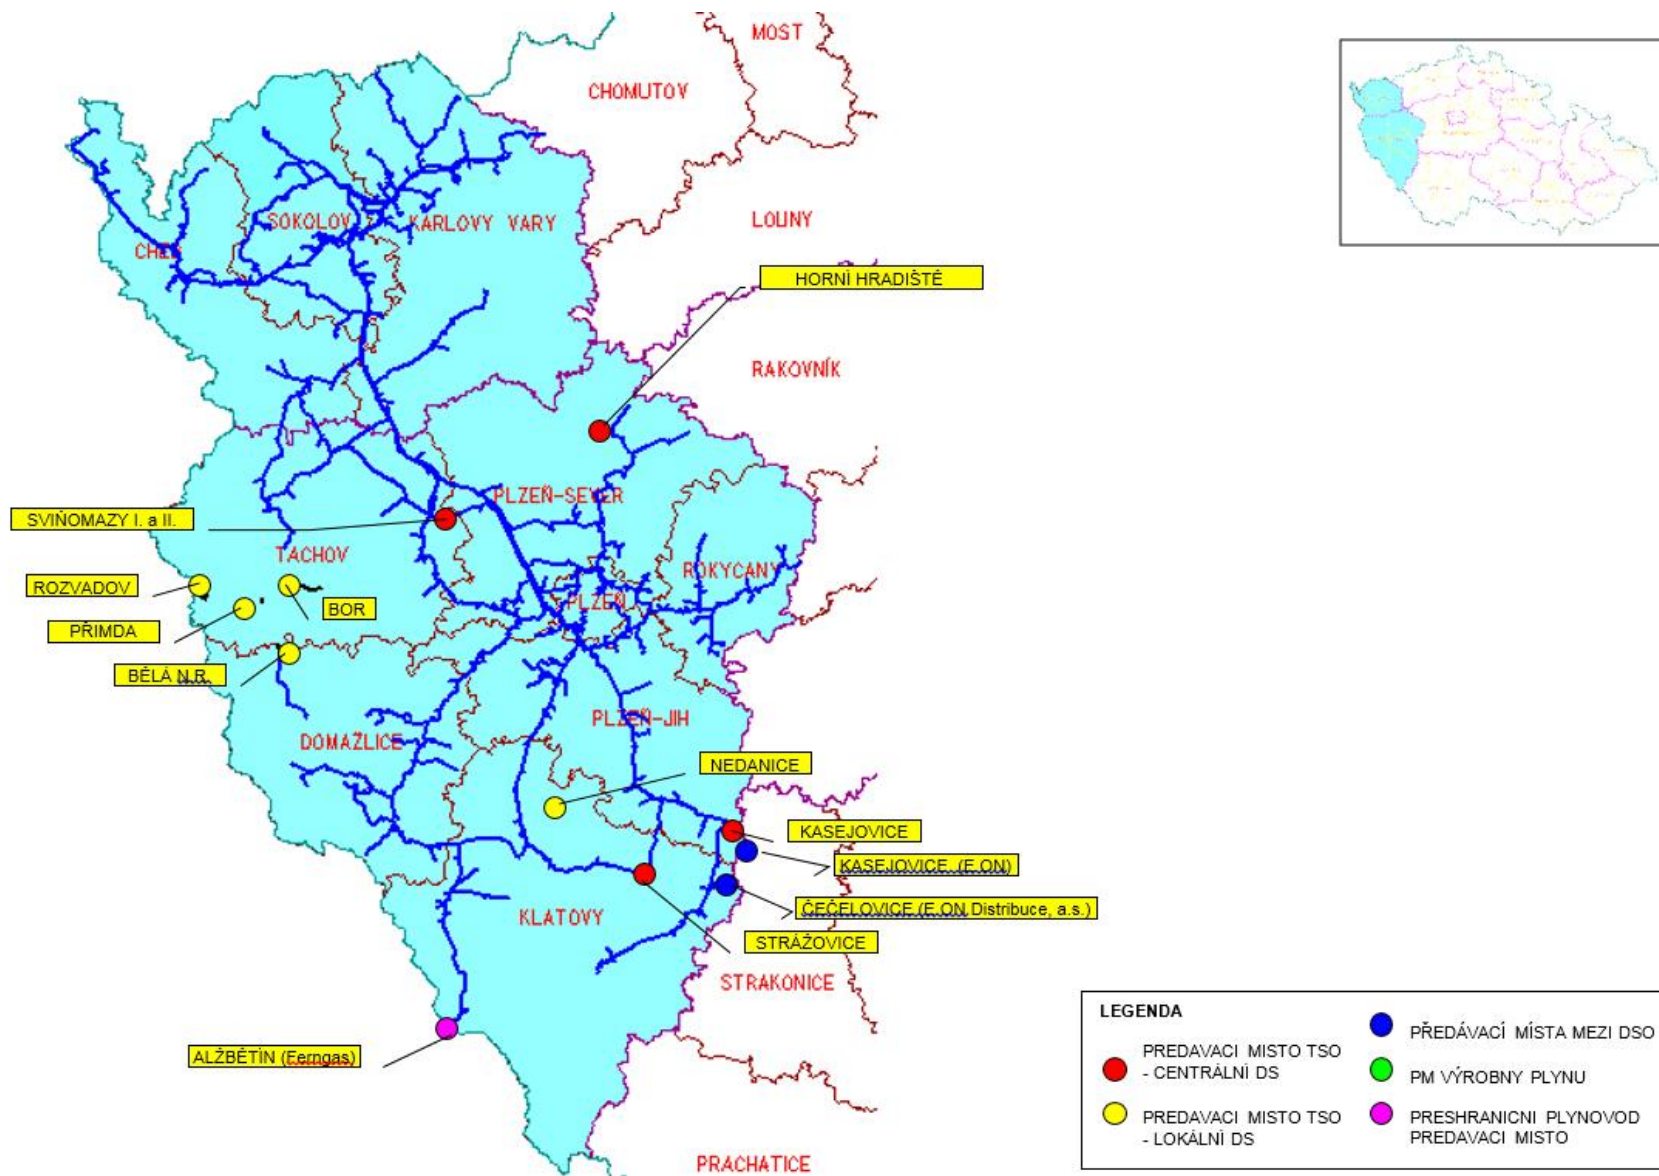 MOST
CHOMUTOV
SOKOLOV
KARLOVY VARY
LOUNY
CHEB
HORNÍ HRADIŠTĚ
RAKOVNÍK
PLZEŇ-SEVER
SVIŇOMAZY I. a II.
TACHOV
ROKYCANY
ROZVADOV
BOR
PLZEŇ
PŘIMDA
BĚLÁ N.R.
PLZEŇ-JIH
DOMAŽLICE
NEDANICE
KASEJOVICE
KASEJOVICE (E.ON)
ČEČELOVICE (E.ON Distribuce, a.s.)
KLATOVY
STRÁŽOVICE
STRAKONICE
ALŽBĚTÍN (Ferngas)
PRACHATICE
LEGENDA
PREDAVACI MISTO TSO
- CENTRÁLNÍ DS
PREDAVACI MISTO TSO
- LOKÁLNÍ DS
PŘEDÁVACÍ MÍSTA MEZI DSO
PM VÝROBNY PLYNU
PRESHRANICNI PLYNOVOD
PREDAVACI MISTO